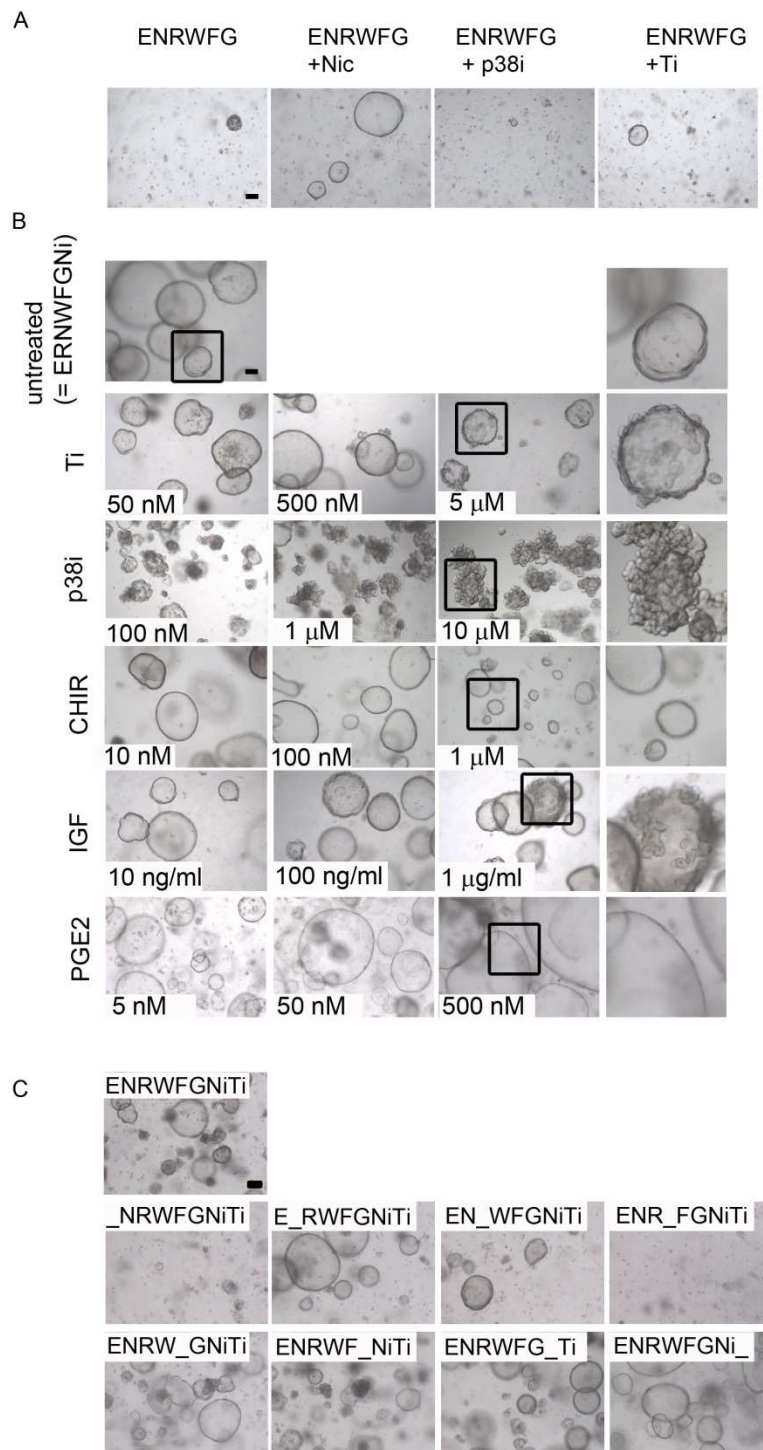 A
ENRWFG
ENRWFG
+Nic
ENRWFG
+ p38i
ENRWFG
+Ti
B
untreated
(= ERNWFGNi)
Ti
50 nM
500 nM
5 μM
p38i
100 nM
1 μM
10 μM
CHIR
10 nM
100 nM
1 μM
IGF
10 ng/ml
100 ng/ml
1 μg/ml
PGE2
5 nM
50 nM
500 nM
C
ENRWFGNiTi
_NRWFGNiTi
E_RWFGNiTi
EN_WFGNiTi
ENR_FGNiTi
ENRW_GNiTi
ENRWF_NiTi
ENRWFG_Ti
ENRWFGNi_